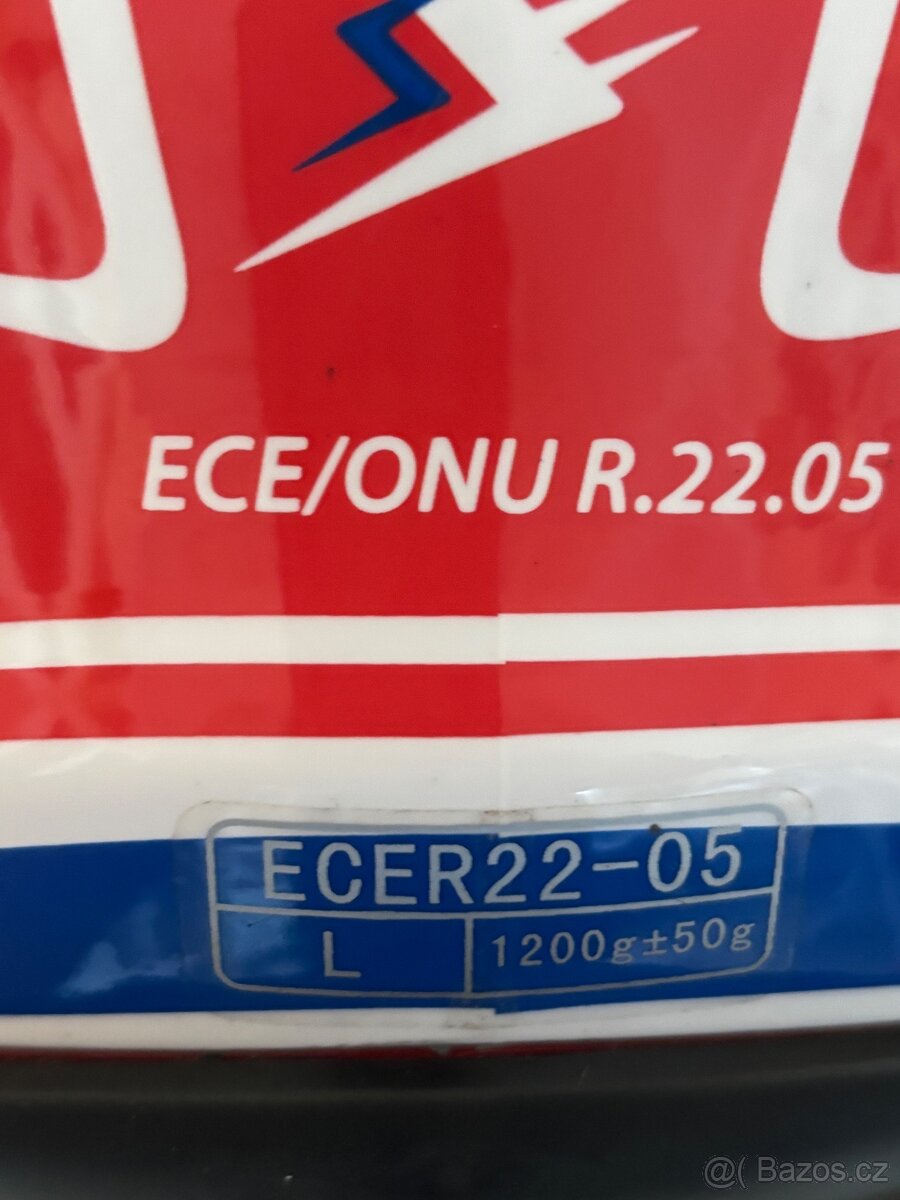 ECE/ONU R.22.05
ECER22-05
L
1200g±50g
@( Bazos.cz